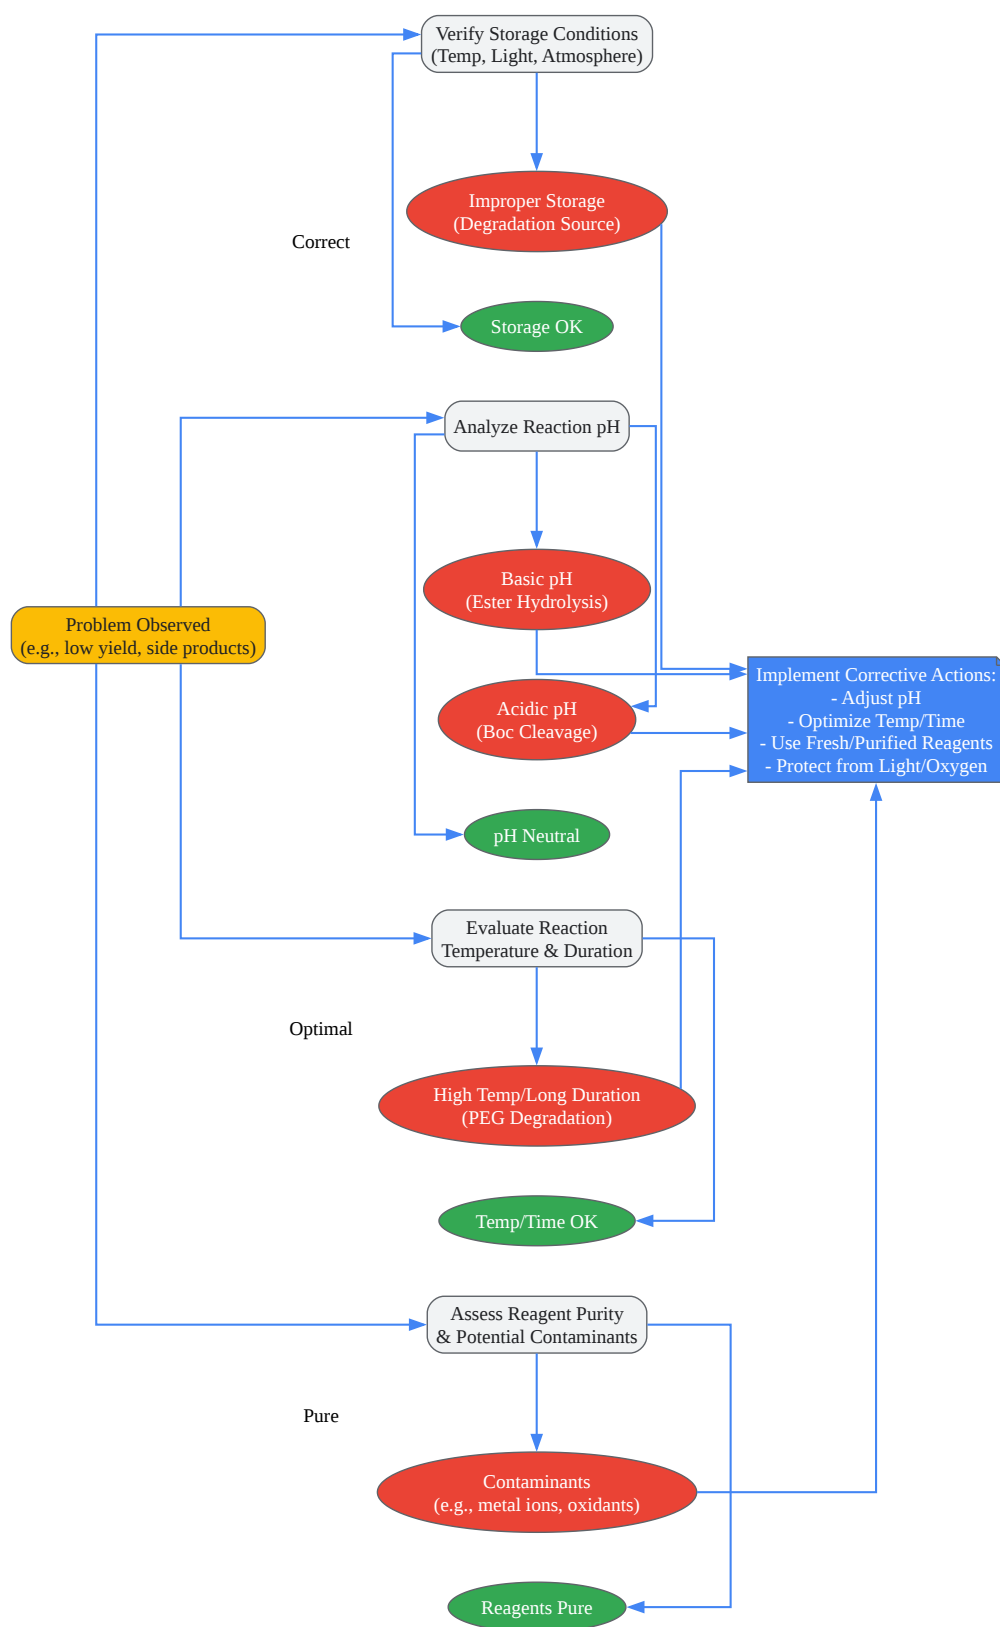 Verify Storage Conditions
(Temp, Light, Atmosphere)
Improper Storage
(Degradation Source)
Correct
Storage OK
Analyze Reaction pH
Basic pH
(Ester Hydrolysis)
Problem Observed
(e.g., low yield, side products)
Implement Corrective Actions:
- Adjust pH
- Optimize Temp/Time
- Use Fresh/Purified Reagents
- Protect from Light/Oxygen
Acidic pH
(Boc Cleavage)
pH Neutral
Evaluate Reaction
Temperature & Duration
Optimal
High Temp/Long Duration
(PEG Degradation)
Temp/Time OK
Assess Reagent Purity
& Potential Contaminants
Pure
Contaminants
(e.g., metal ions, oxidants)
Reagents Pure